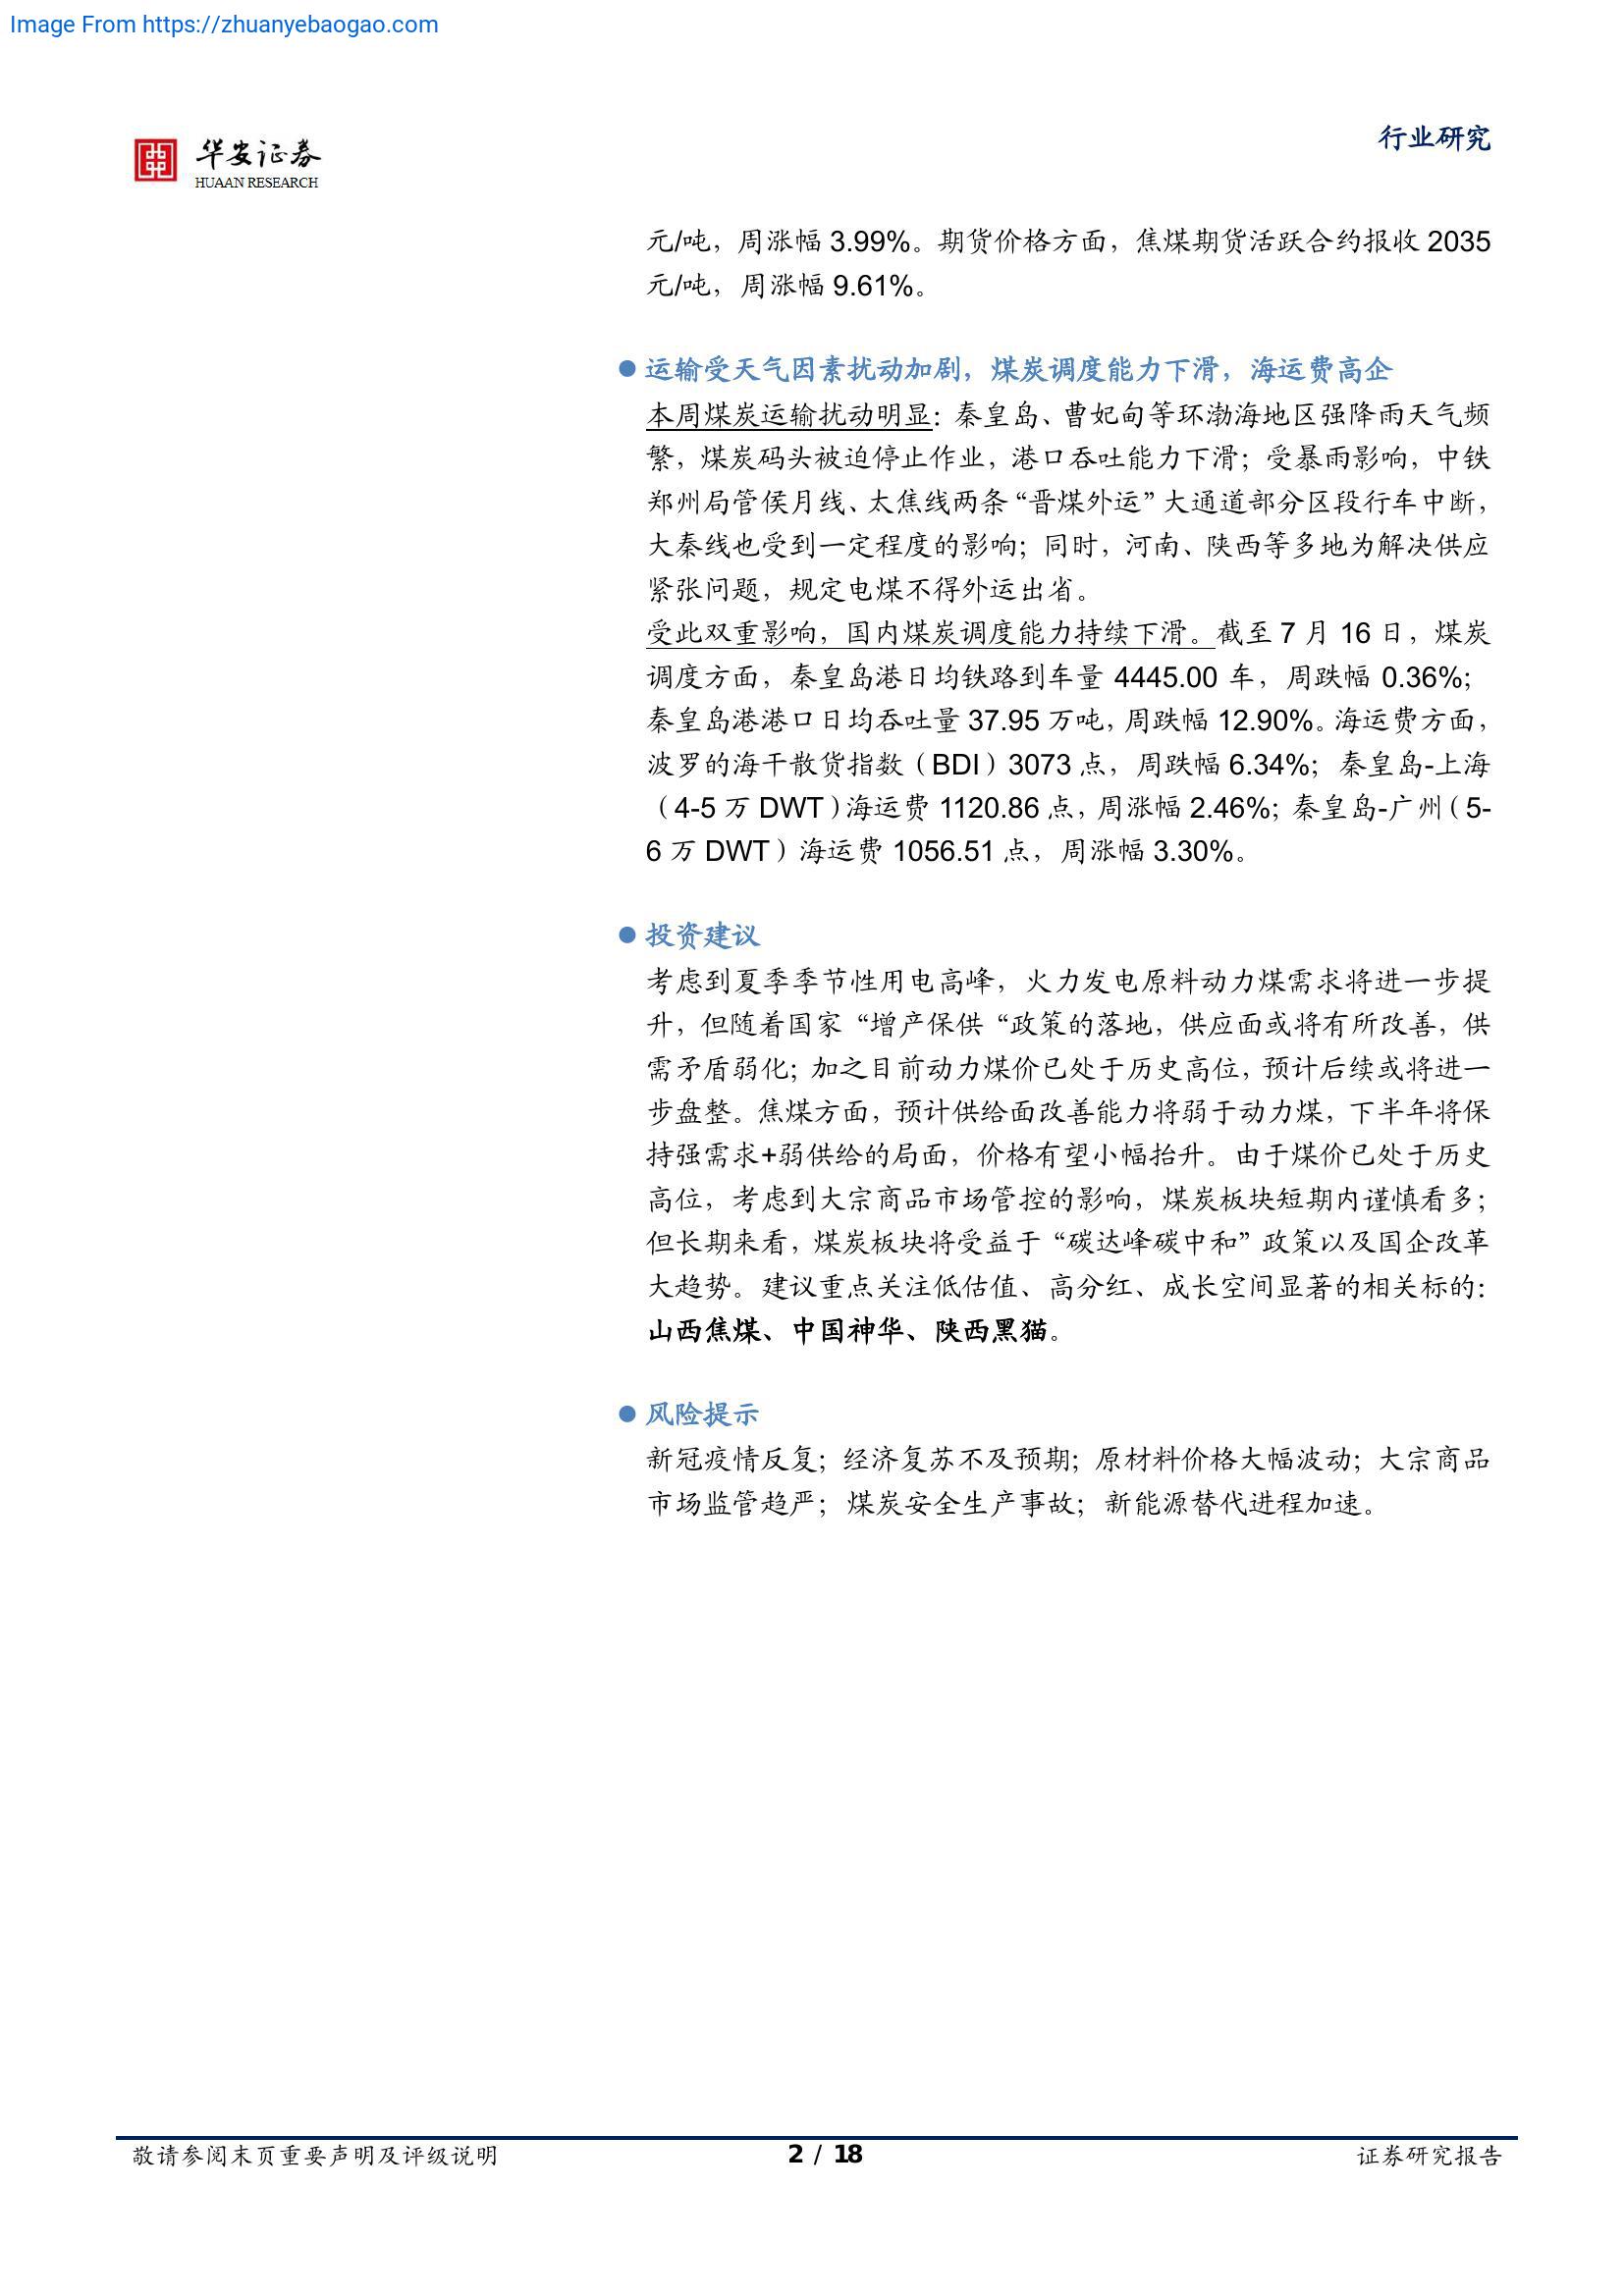 Image From https://zhuanyebaogao.com
华安证券
HUAAN RESEARCH
行业研究
元/吨，周涨幅 3.99%。期货价格方面，焦煤期货活跃合约报收 2035
元/吨，周涨幅 9.61%。
运输受天气因素扰动加剧，煤炭调度能力下滑，海运费高企
本周煤炭运输扰动明显：秦皇岛、曹妃甸等环渤海地区强降雨天气频
繁，煤炭码头被迫停止作业，港口吞吐能力下滑；受暴雨影响，中铁
郑州局管侯月线、太焦线两条“晋煤外运”大通道部分区段行车中断，
大秦线也受到一定程度的影响；同时，河南、陕西等多地为解决供应
紧张问题，规定电煤不得外运出省。
受此双重影响，国内煤炭调度能力持续下滑。截至 7 月 16 日，煤炭
调度方面，秦皇岛港日均铁路到车量 4445.00 车，周跌幅 0.36%；
秦皇岛港港口日均吞吐量 37.95 万吨，周跌幅 12.90%。海运费方面，
波罗的海干散货指数（BDI）3073 点，周跌幅 6.34%；秦皇岛-上海
（4-5 万 DWT）海运费 1120.86 点，周涨幅 2.46%；秦皇岛-广州（5-
6 万 DWT）海运费 1056.51 点，周涨幅 3.30%。
投资建议
考虑到夏季季节性用电高峰，火力发电原料动力煤需求将进一步提
升，但随着国家“增产保供“政策的落地，供应面或将有所改善，供
需矛盾弱化；加之目前动力煤价已处于历史高位，预计后续或将进一
步盘整。焦煤方面，预计供给面改善能力将弱于动力煤，下半年将保
持强需求+弱供给的局面，价格有望小幅抬升。由于煤价已处于历史
高位，考虑到大宗商品市场管控的影响，煤炭板块短期内谨慎看多；
但长期来看，煤炭板块将受益于“碳达峰碳中和”政策以及国企改革
大趋势。建议重点关注低估值、高分红、成长空间显著的相关标的：
山西焦煤、中国神华、陕西黑猫。
风险提示
新冠疫情反复；经济复苏不及预期；原材料价格大幅波动；大宗商品
市场监管趋严；煤炭安全生产事故；新能源替代进程加速。
敬请参阅末页重要声明及评级说明
2 / 18
证券研究报告